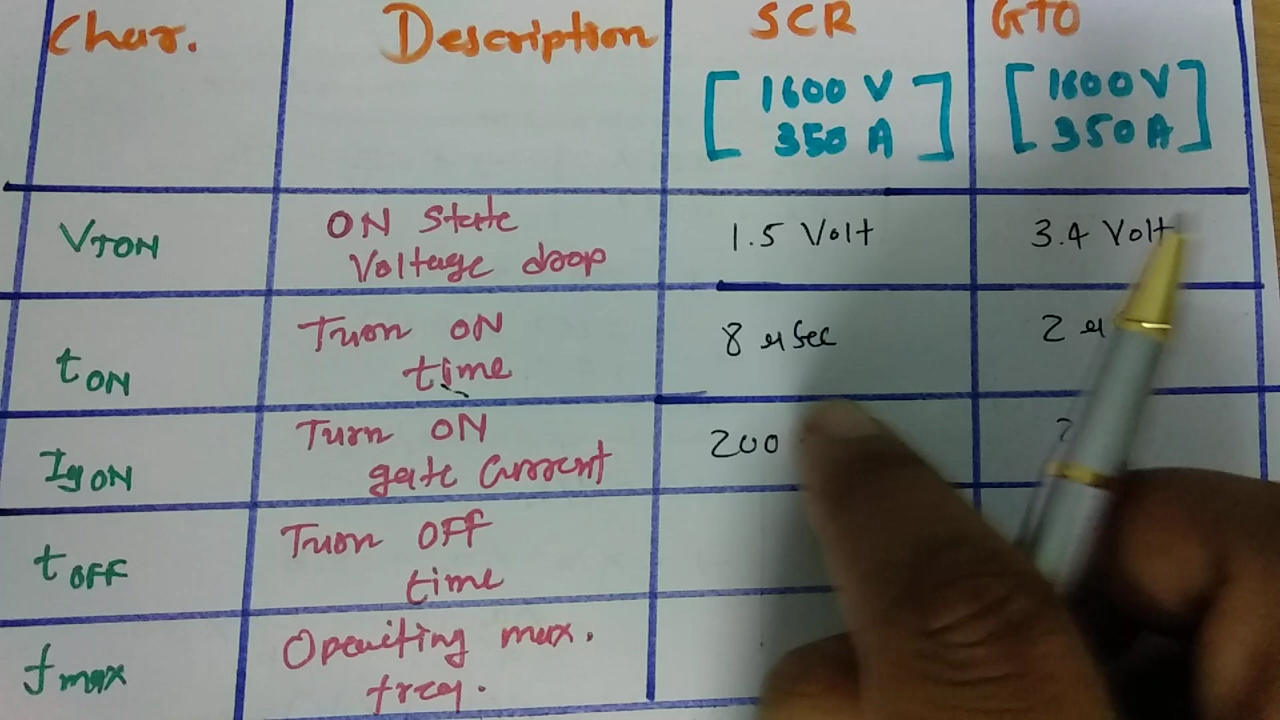 Char. Description SCR GTO
[1600 V [1600 V]
350 A] 350A]
VTON ON State 1.5 Volt 3.4 Volt
Voltage drop
tON Turn ON 8 μSec 2 μ
time
IgON Turn ON 200
gate Current
tOFF Turn OFF
time
fmax Operating max.
freq.